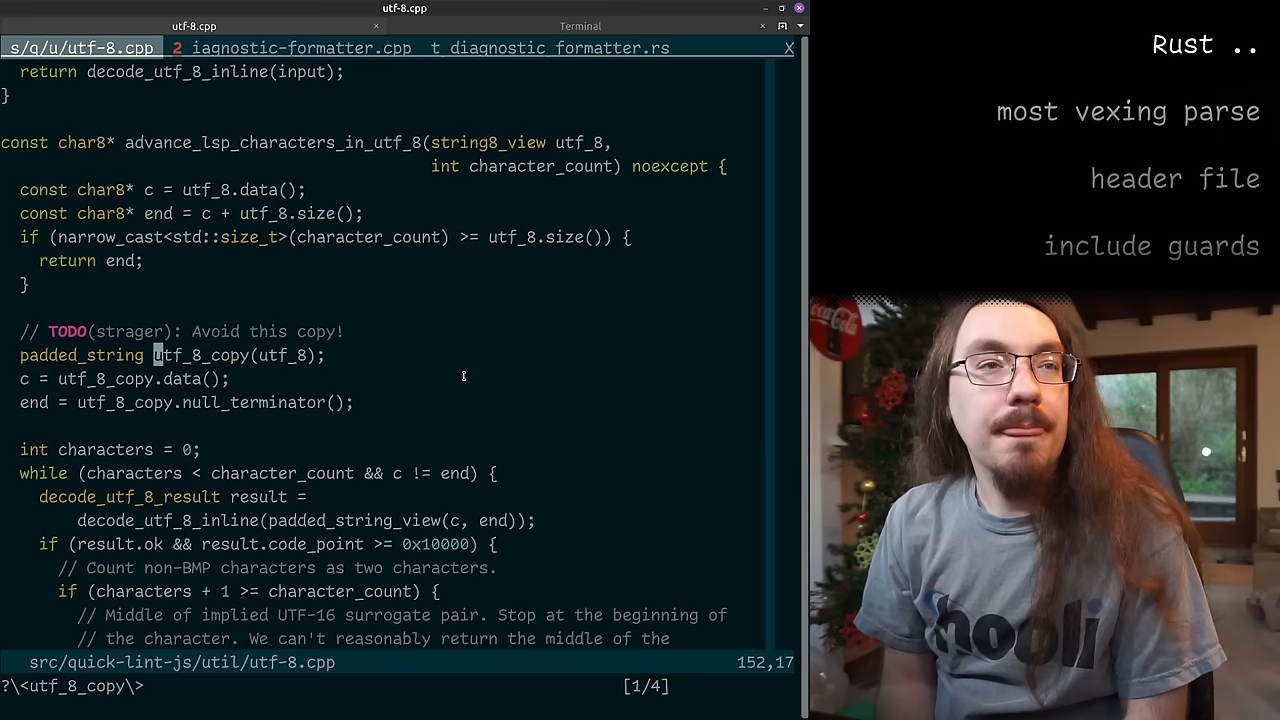 utf-8.cpp
utf-8.cpp × Terminal ×
s/q/u/utf-8.cpp 2 iagnostic-formatter.cpp t_diagnostic_formatter.rs X
return decode_utf_8_inline(input);
}
const char8* advance_lsp_characters_in_utf_8(string8_view utf_8,
int character_count) noexcept {
const char8* c = utf_8.data();
const char8* end = c + utf_8.size();
if (narrow_cast<std::size_t>(character_count) >= utf_8.size()) {
return end;
}
// TODO(strager): Avoid this copy!
padded_string utf_8_copy(utf_8);
c = utf_8_copy.data();
end = utf_8_copy.null_terminator();
int characters = 0;
while (characters < character_count && c != end) {
decode_utf_8_result result =
decode_utf_8_inline(padded_string_view(c, end));
if (result.ok && result.code_point >= 0x10000) {
// Count non-BMP characters as two characters.
if (characters + 1 >= character_count) {
// Middle of implied UTF-16 surrogate pair. Stop at the beginning of
// the character. We can't reasonably return the middle of the
src/quick-lint-js/util/utf-8.cpp 152,17
?\<utf_8_copy\> [1/4]
Rust ..
most vexing parse
header file
include guards
Coca-Cola
hooli